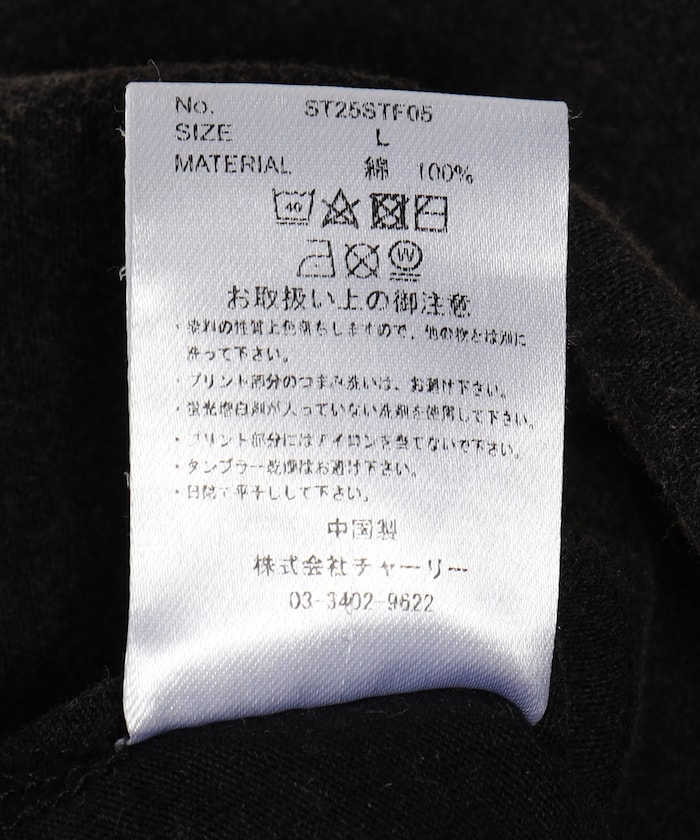 No. ST25STF05
SIZE L
MATERIAL 綿 100%
40
W
お取扱い上の御注意
・染料の性質上色落ちしますので、他の物とは別に
洗って下さい。
・プリント部分のつまみ洗いは、お避け下さい。
・蛍光増白剤が入っていない洗剤を使用して下さい。
・プリント部分にはアイロンを当てないで下さい。
・タンブラー乾燥はお避け下さい。
・日陰で平干しして下さい。
中国製
株式会社チャーリー
03-3402-9622